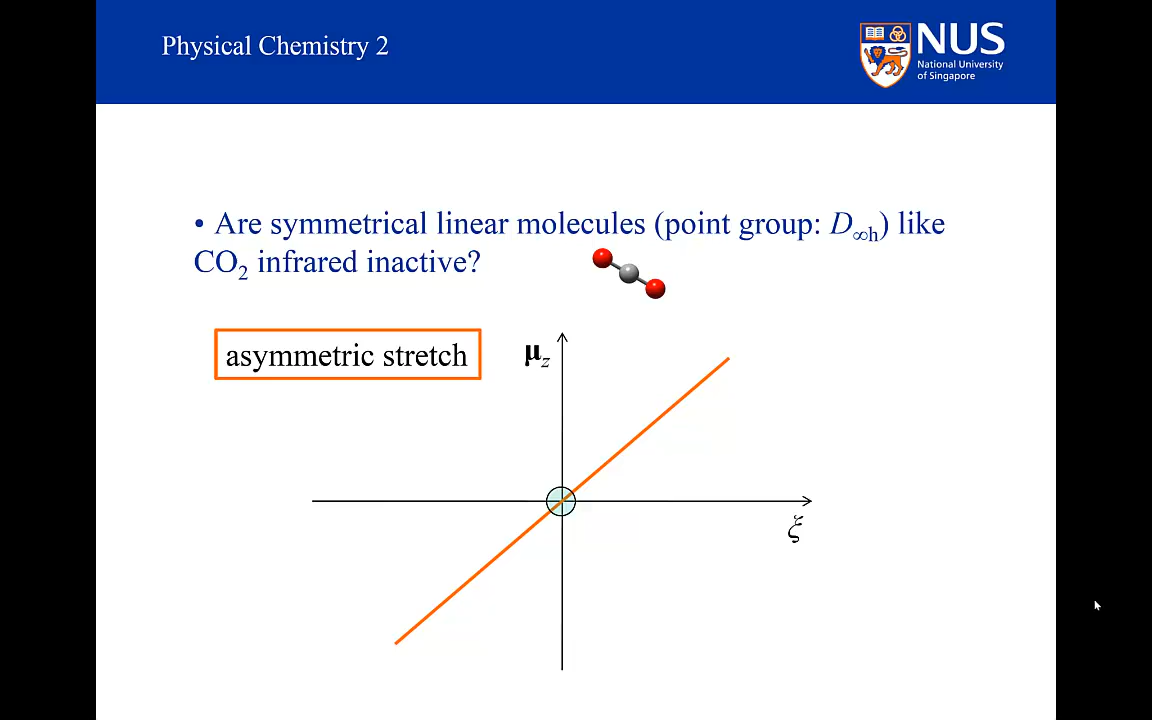 Physical Chemistry 2
NUS
National University
of Singapore
• Are symmetrical linear molecules (point group: D∞h) like
CO₂ infrared inactive?
asymmetric stretch
μz
ξ